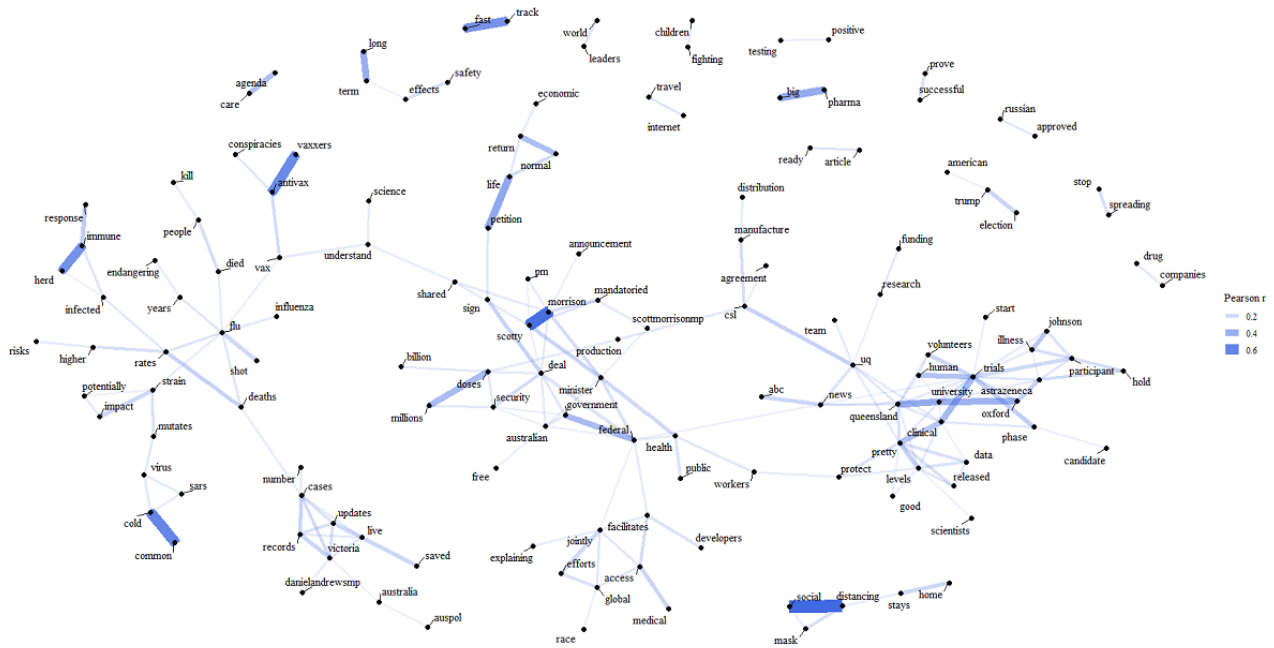 fast
track
world
leaders
children
fighting
testing
positive
long
term
effects
safety
agenda
care
economic
return
normal
life
petition
travel
internet
big
pharma
prove
successful
russian
approved
ready
article
american
trump
election
stop
spreading
drug
companies
conspiracies
vaxxers
antivax
kill
people
science
understand
response
immune
herd
infected
endangering
years
died
vax
flu
influenza
shot
risks
higher
rates
strain
potentially
impact
mutates
deaths
virus
sars
cold
common
shared
sign
pm
announcement
morrison
mandatoried
scotty
scottmorrisonmp
production
billion
doses
millions
security
deal
minister
government
australian
federal
health
free
public
workers
distribution
manufacture
agreement
csl
funding
research
team
uq
abc
news
start
volunteers
human
trials
illness
johnson
participant
hold
university
astrazeneca
queensland
oxford
clinical
phase
candidate
pretty
data
protect
levels
released
good
scientists
number
cases
updates
records
live
victoria
saved
danielandrewsmp
australia
auspol
facilitates
explaining
jointly
efforts
access
global
developers
medical
race
social
distancing
mask
stays
home
Pearson r
0.2
0.4
0.6